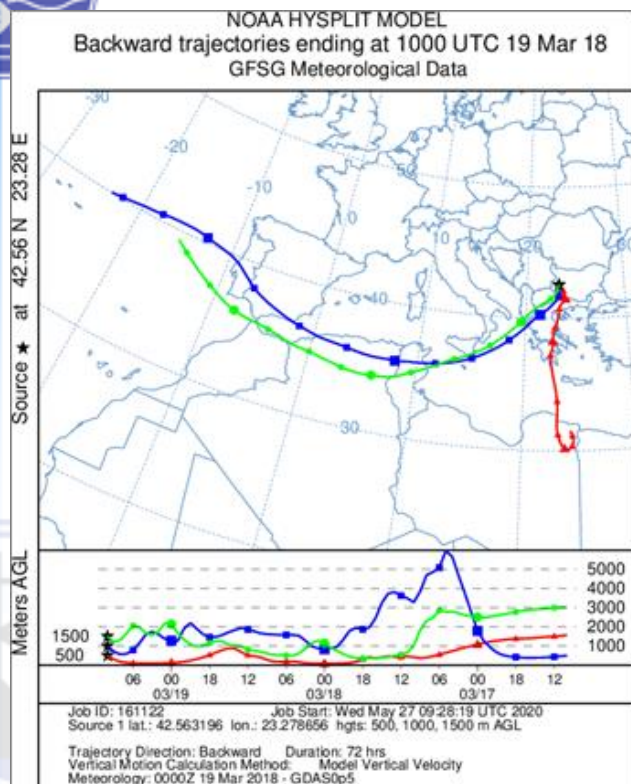 NOAA HYSPLIT MODEL
Backward trajectories ending at 1000 UTC 19 Mar 18
GFSG Meteorological Data
Source ★ at 42.56 N 23.28 E
-30
-20
-10
0
10
20
50
40
30
Meters AGL
1500
500
5000
4000
3000
2000
1000
06 00 18 12 06 00 18 12 06 00 18 12
03/19 03/18 03/17
Job ID: 161122 Job Start: Wed May 27 09:28:19 UTC 2020
Source 1 lat.: 42.563196 lon.: 23.278656 hgts: 500, 1000, 1500 m AGL
Trajectory Direction: Backward Duration: 72 hrs
Vertical Motion Calculation Method: Model Vertical Velocity
Meteorology: 0000Z 19 Mar 2018 - GDAS0p5